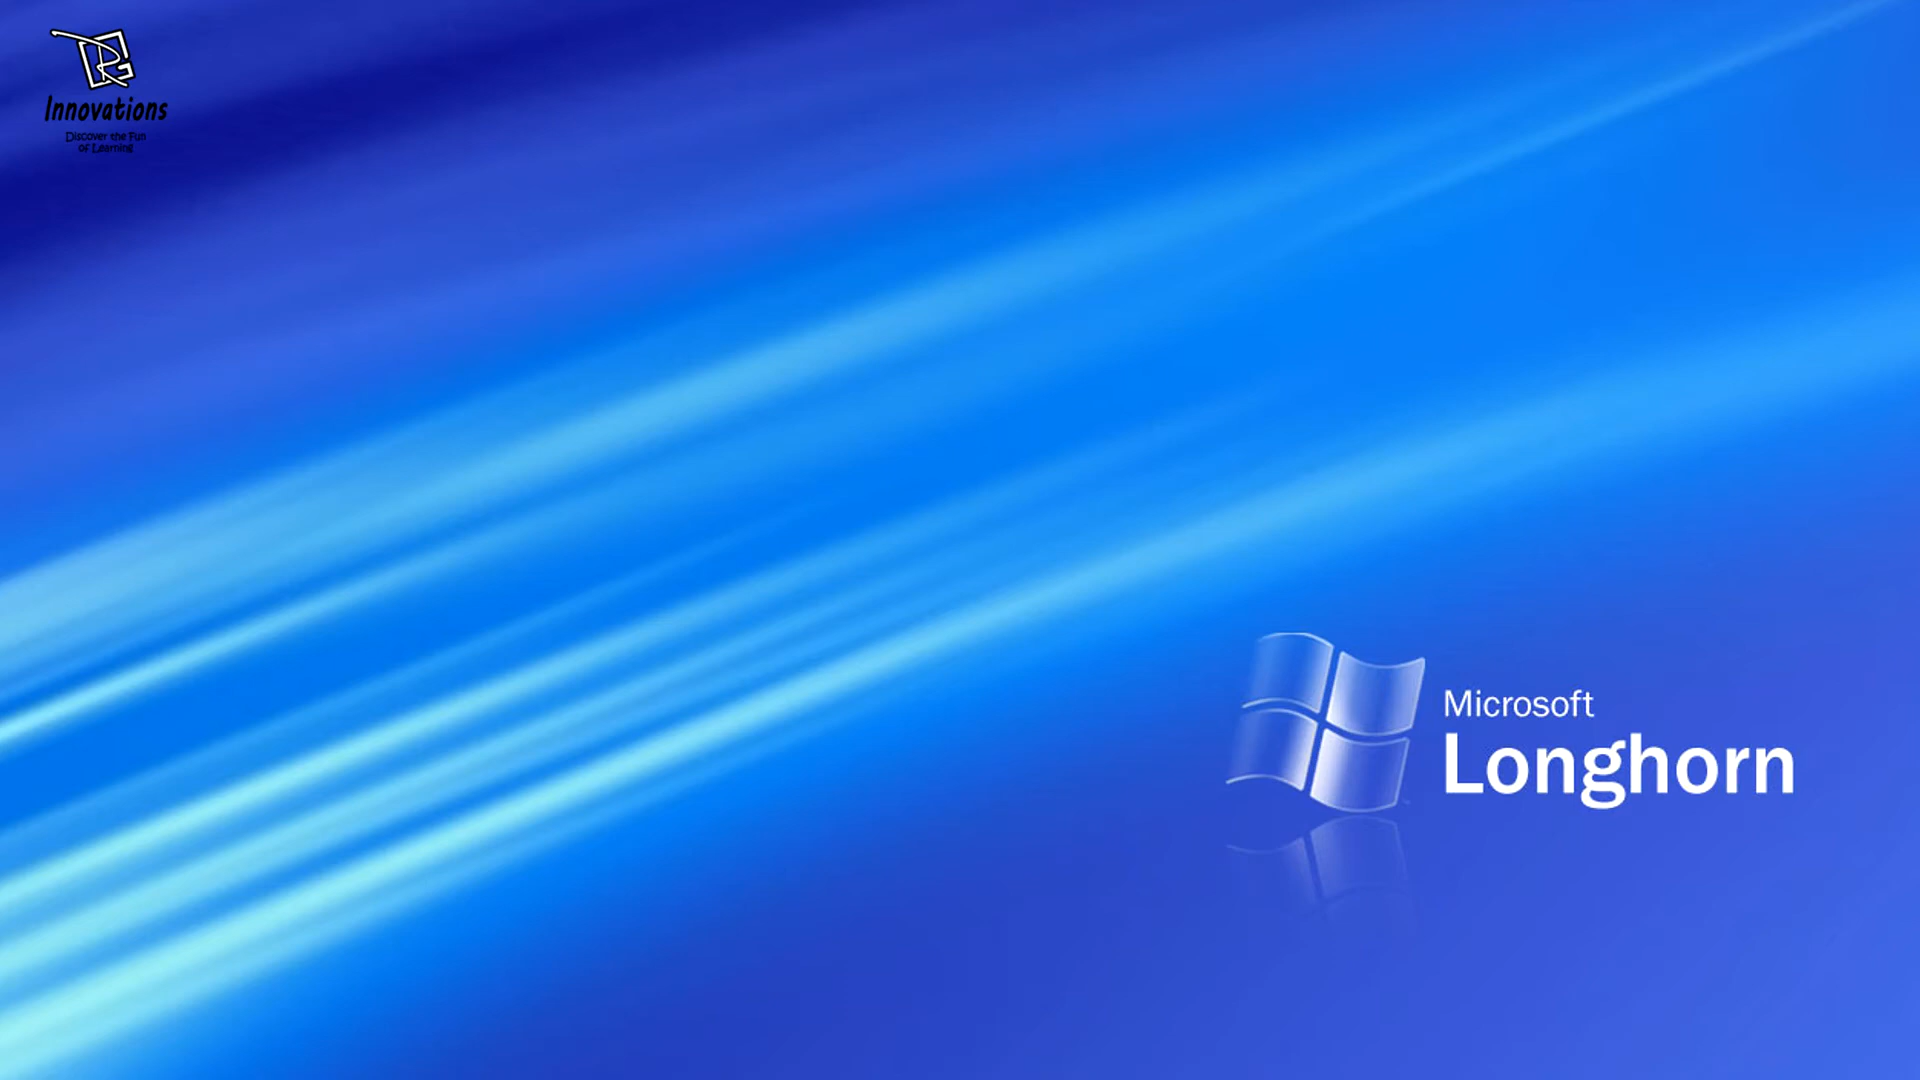 Innovations
Discover the Fun
of Learning
Microsoft
Longhorn